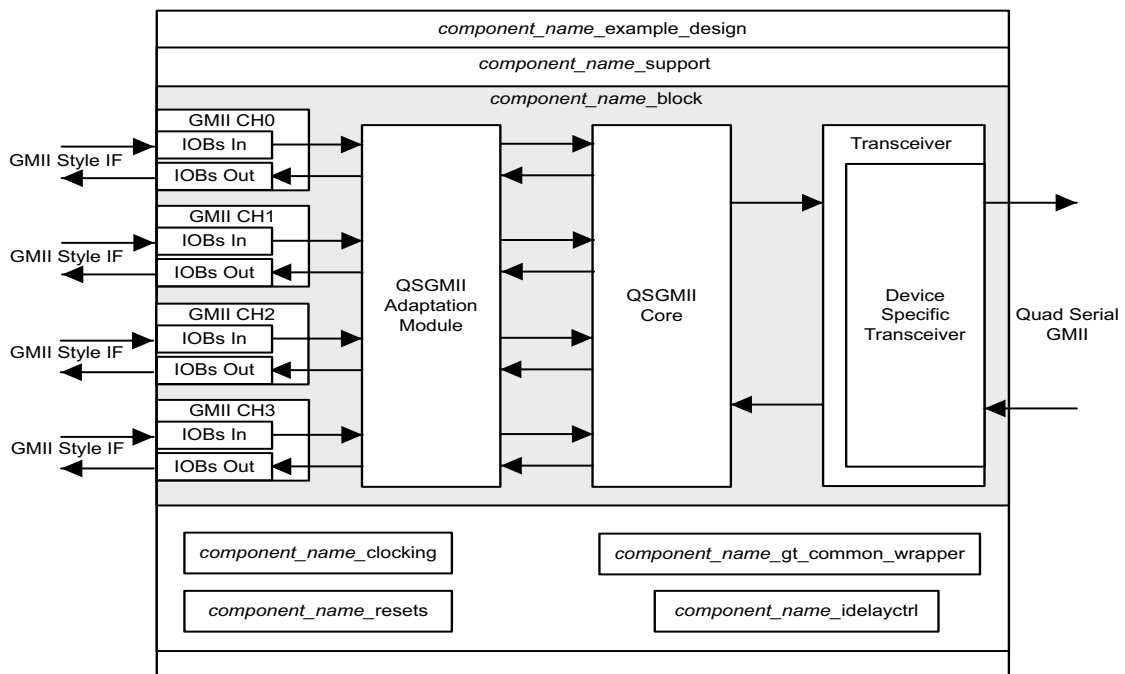 component_name_example_design
component_name_support
component_name_block
GMII CH0
IOBs In
IOBs Out
GMII Style IF
GMII CH1
IOBs In
IOBs Out
GMII Style IF
GMII CH2
IOBs In
IOBs Out
GMII Style IF
GMII CH3
IOBs In
IOBs Out
GMII Style IF
QSGMII
Adaptation
Module
QSGMII
Core
Transceiver
Device
Specific
Transceiver
Quad Serial
GMII
component_name_clocking
component_name_gt_common_wrapper
component_name_resets
component_name_idelayctrl